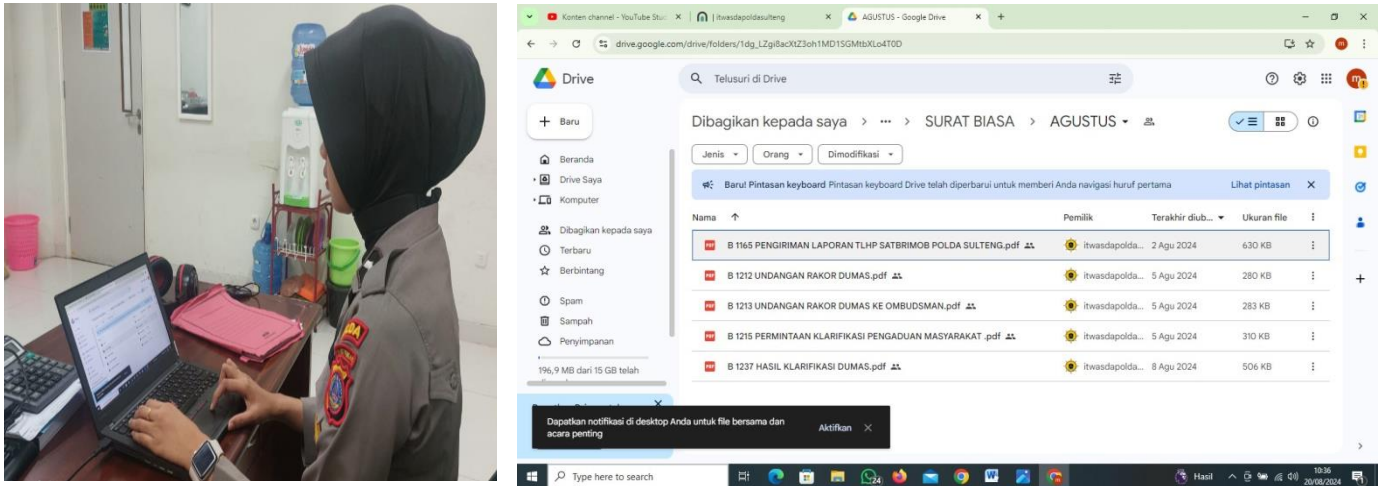 Konten channel - YouTube Stu
itwasdapoldasulteng
AGUSTUS - Google Drive
drive.google.com/drive/folders/1dg_LZgi8acXtZ3oh1MD1SGMtbXLo4T0D
Drive
Telusuri di Drive
Baru
Dibagikan kepada saya > ... > SURAT BIASA > AGUSTUS
Jenis Orang Dimodifikasi
Beranda
Drive Saya
Komputer
Dibagikan kepada saya
Terbaru
Berbintang
Spam
Sampah
Penyimpanan
196,9 MB dari 15 GB telah
Baru! Pintasan keyboard Pintasan keyboard Drive telah diperbarui untuk memberi Anda navigasi huruf pertama Lihat pintasan
Nama Pemilik Terakhir diub... Ukuran file
B 1165 PENGIRIMAN LAPORAN TLHP SATBRIMOB POLDA SULTENG.pdf itwasdapolda... 2 Agu 2024 630 KB
B 1212 UNDANGAN RAKOR DUMAS.pdf itwasdapolda... 5 Agu 2024 280 KB
B 1213 UNDANGAN RAKOR DUMAS KE OMBUDSMAN.pdf itwasdapolda... 5 Agu 2024 283 KB
B 1215 PERMINTAAN KLARIFIKASI PENGADUAN MASYARAKAT .pdf itwasdapolda... 5 Agu 2024 310 KB
B 1237 HASIL KLARIFIKASI DUMAS.pdf itwasdapolda... 8 Agu 2024 506 KB
Dapatkan notifikasi di desktop Anda untuk file bersama dan
acara penting
Aktifkan
Type here to search
24
Hasil
10:36
20/08/2024